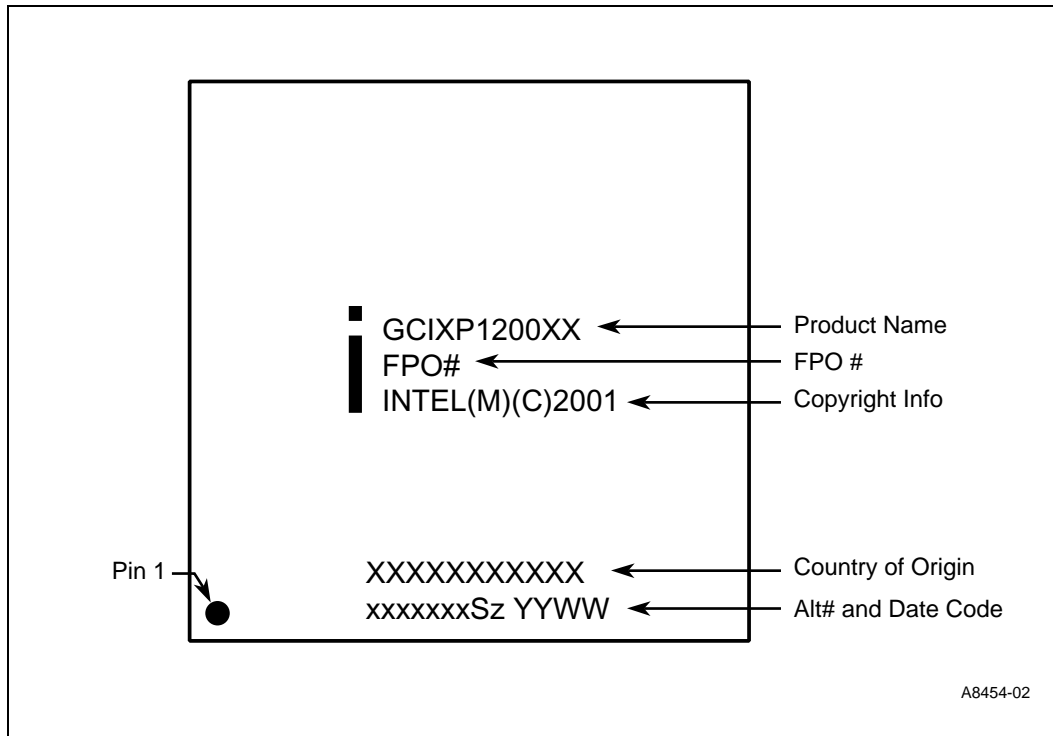 GCIXP1200XX Product Name
FPO# FPO #
INTEL(M)(C)2001 Copyright Info
Pin 1 XXXXXXXXXXX Country of Origin
xxxxxxxSz YYWW Alt# and Date Code
A8454-02